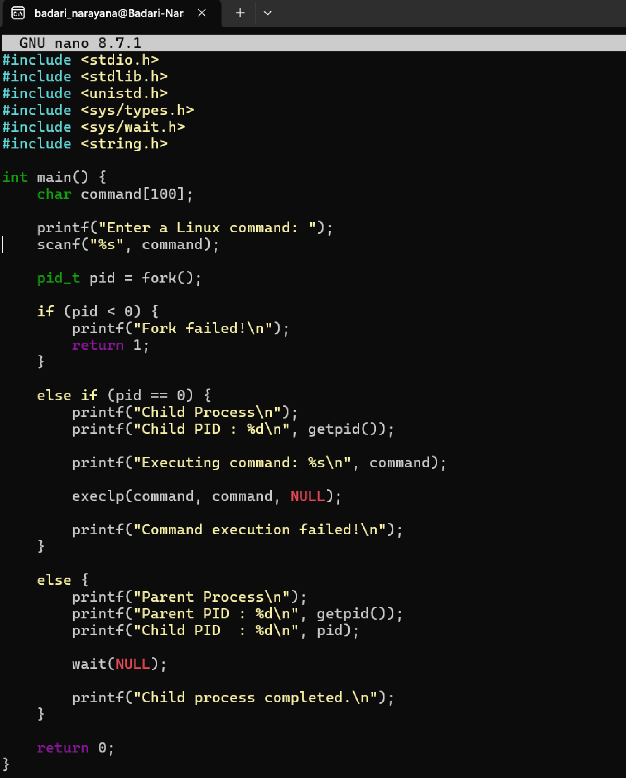 badari_narayana@Badari-Nar
GNU nano 8.7.1
#include <stdio.h>
#include <stdlib.h>
#include <unistd.h>
#include <sys/types.h>
#include <sys/wait.h>
#include <string.h>

int main() {
    char command[100];

    printf("Enter a Linux command: ");
    scanf("%s", command);

    pid_t pid = fork();

    if (pid < 0) {
        printf("Fork failed!\n");
        return 1;
    }

    else if (pid == 0) {
        printf("Child Process\n");
        printf("Child PID : %d\n", getpid());

        printf("Executing command: %s\n", command);

        execlp(command, command, NULL);

        printf("Command execution failed!\n");
    }

    else {
        printf("Parent Process\n");
        printf("Parent PID : %d\n", getpid());
        printf("Child PID  : %d\n", pid);

        wait(NULL);

        printf("Child process completed.\n");
    }

    return 0;
}